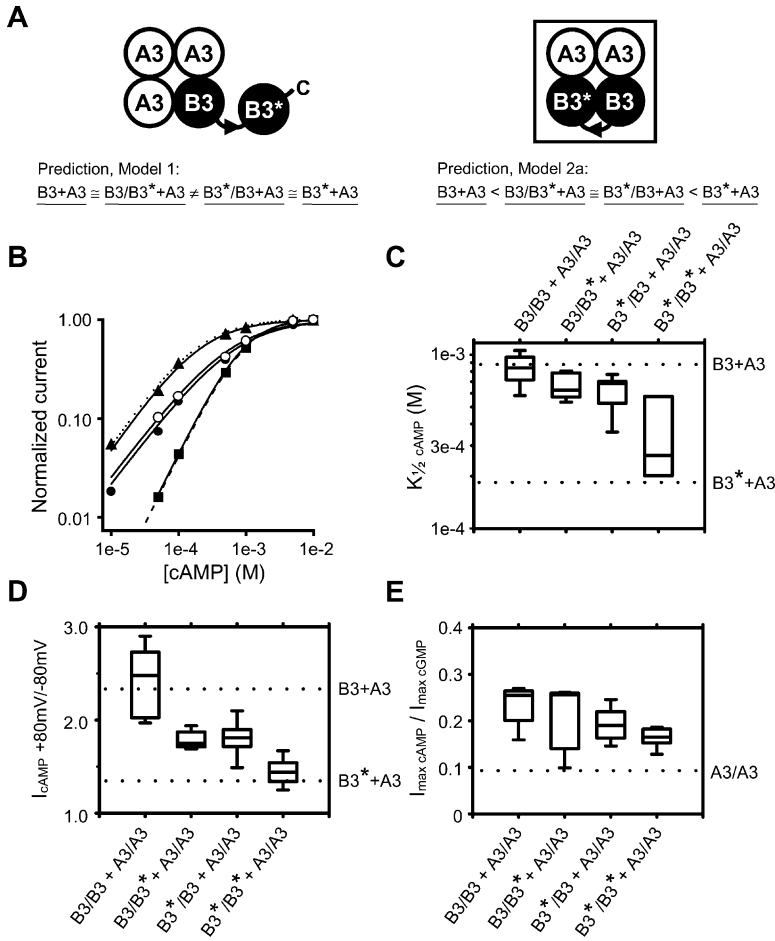 A
A3 A3
A3 B3 B3* C
A3 A3
B3* B3
Prediction, Model 1:
B3+A3 ≅ B3/B3*+A3 ≠ B3*/B3+A3 ≅ B3*+A3
Prediction, Model 2a:
B3+A3 < B3/B3*+A3 ≅ B3*/B3+A3 < B3*+A3
B
Normalized current
1.00
0.10
0.01
1e-5 1e-4 1e-3 1e-2
[cAMP] (M)
C
B3/B3 + A3/A3
B3/B3* + A3/A3
B3*/B3 + A3/A3
B3*/B3* + A3/A3
K½ cAMP (M)
1e-3
3e-4
1e-4
B3+A3
B3*+A3
D
IcAMP +80mV/-80mV
3.0
2.0
1.0
B3+A3
B3*+A3
B3/B3 + A3/A3
B3/B3* + A3/A3
B3*/B3 + A3/A3
B3*/B3* + A3/A3
E
Imax cAMP / Imax cGMP
0.4
0.3
0.2
0.1
0
A3/A3
B3/B3 + A3/A3
B3/B3* + A3/A3
B3*/B3 + A3/A3
B3*/B3* + A3/A3